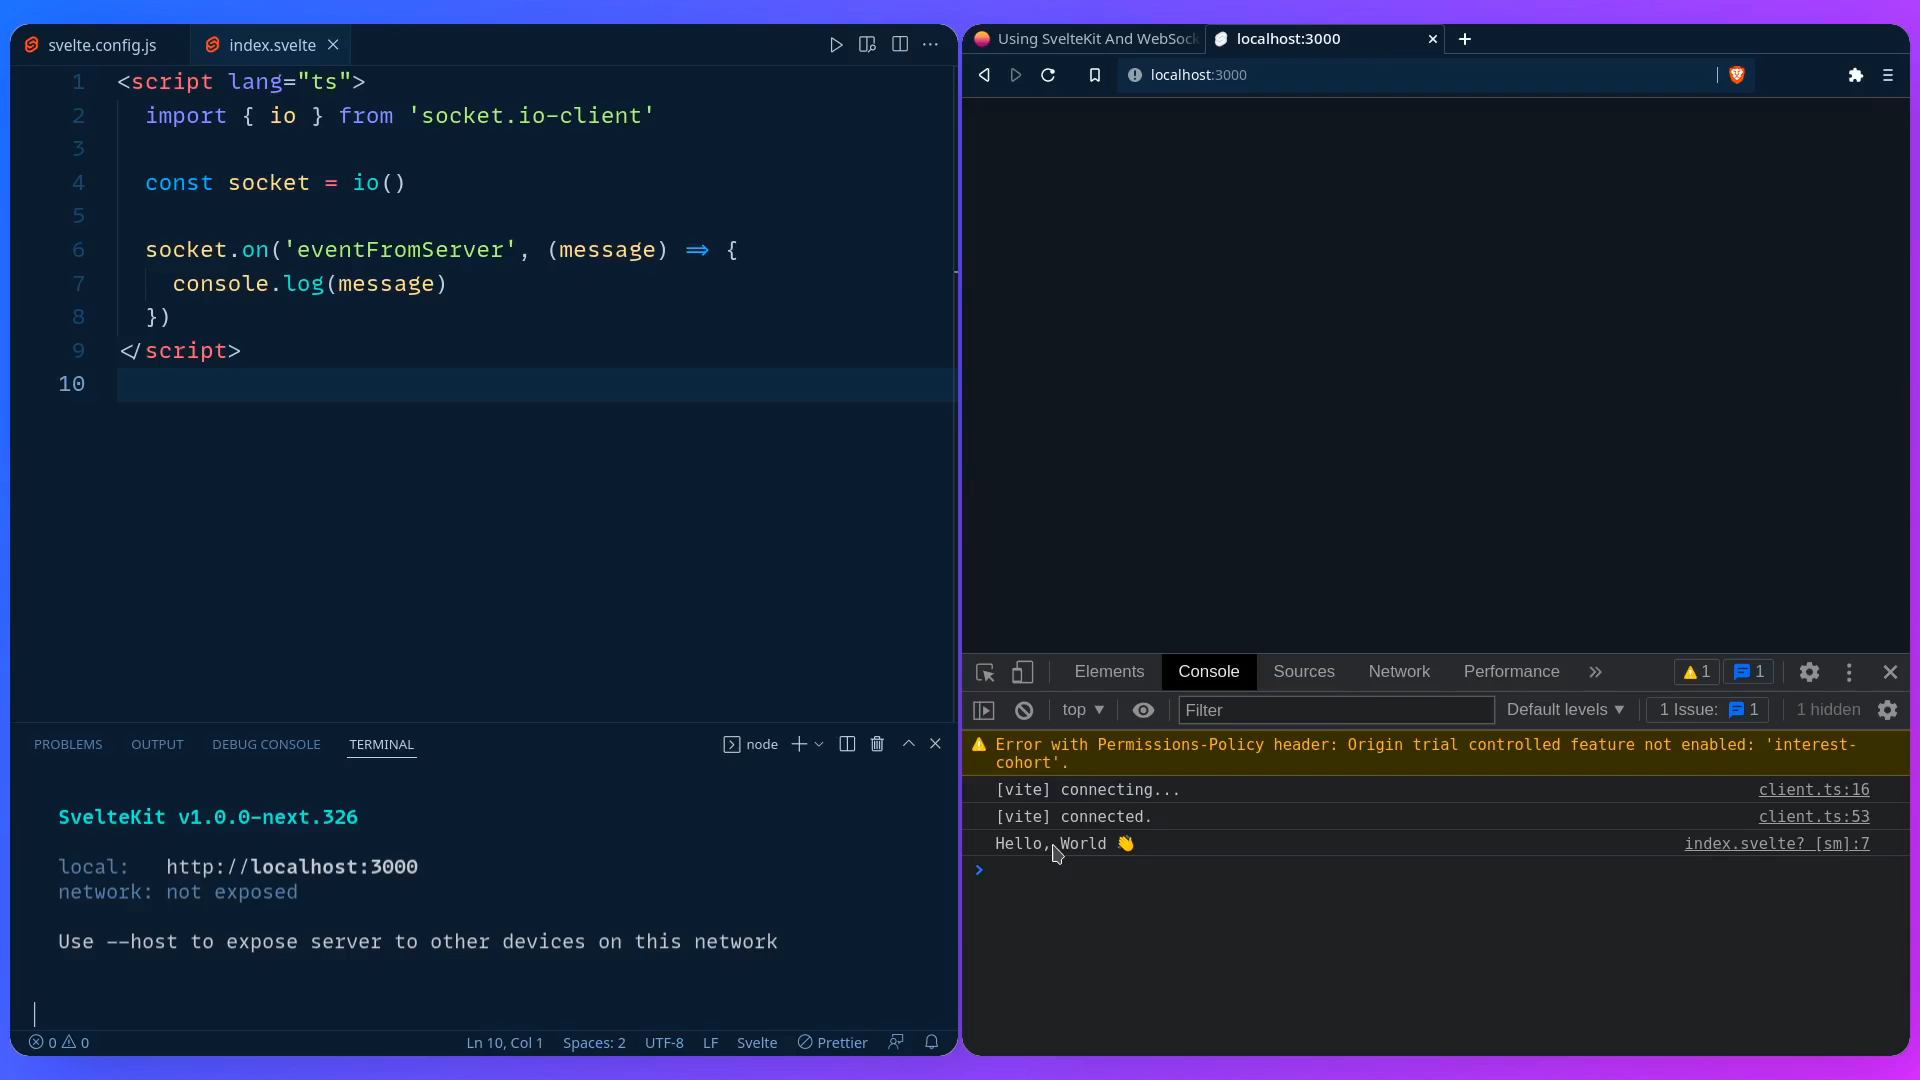 svelte.config.js
index.svelte
1 <script lang="ts">
2 import { io } from 'socket.io-client'
3
4 const socket = io()
5
6 socket.on('eventFromServer', (message) => {
7 console.log(message)
8 })
9 </script>
10
PROBLEMS OUTPUT DEBUG CONSOLE TERMINAL
node
SvelteKit v1.0.0-next.326
local: http://localhost:3000
network: not exposed
Use --host to expose server to other devices on this network
0 0
Ln 10, Col 1 Spaces: 2 UTF-8 LF Svelte Prettier
Using SvelteKit And WebSock
localhost:3000
localhost:3000
Elements Console Sources Network Performance
1 1
top
Filter
Default levels
1 Issue: 1
1 hidden
Error with Permissions-Policy header: Origin trial controlled feature not enabled: 'interest-
cohort'.
[vite] connecting... client.ts:16
[vite] connected. client.ts:53
Hello, World 👋 index.svelte? [sm]:7